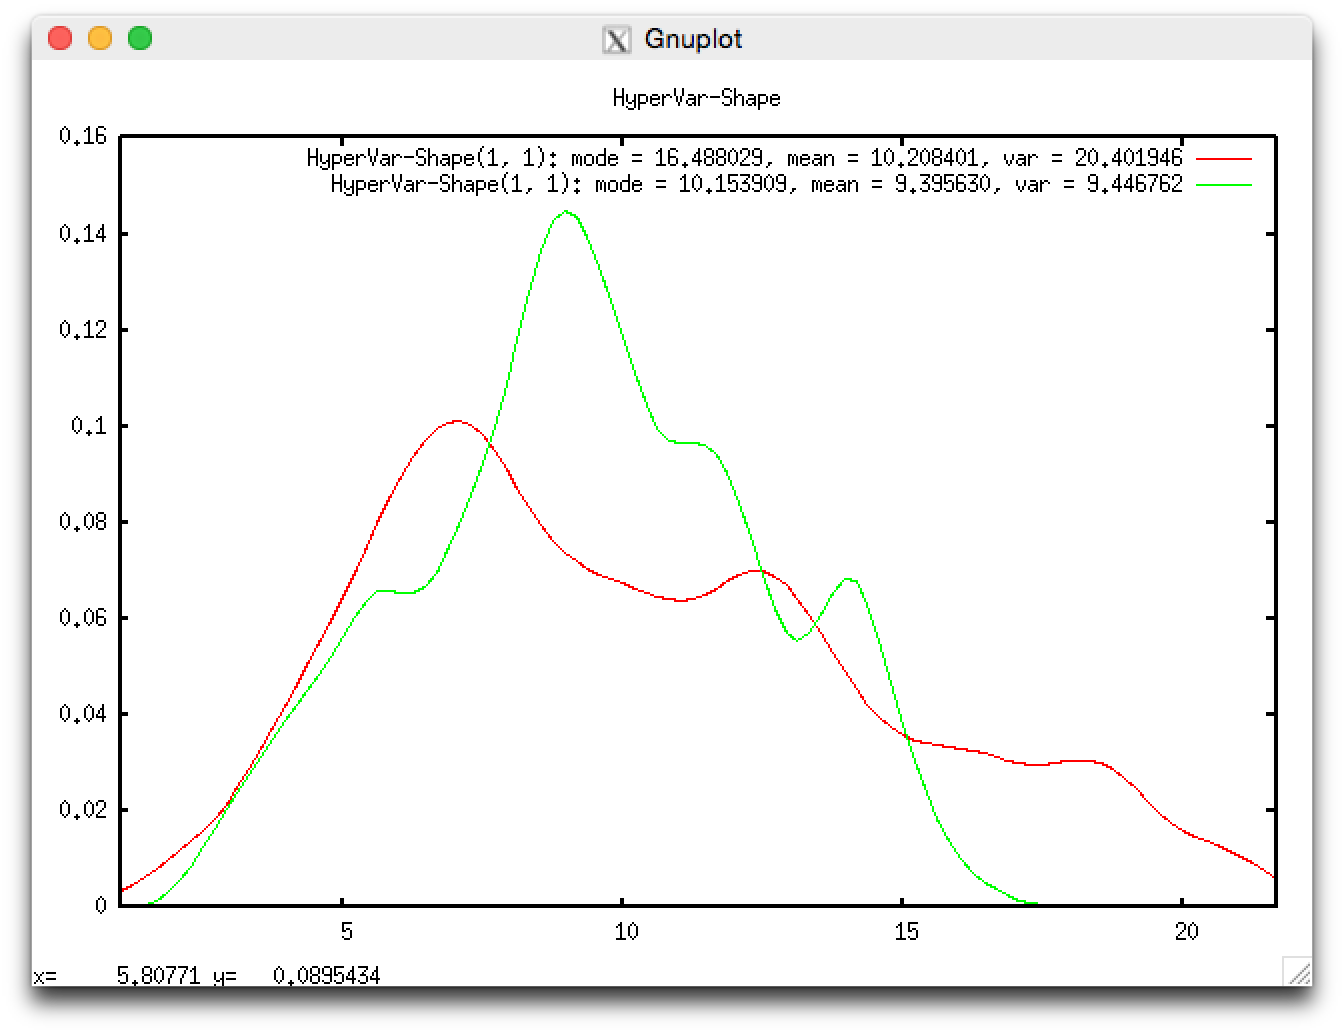 Gnuplot
HyperVar-Shape
HyperVar-Shape(1, 1): mode = 16.488029, mean = 10.208401, var = 20.401946
HyperVar-Shape(1, 1): mode = 10.153909, mean = 9.395630, var = 9.446762
0.16
0.14
0.12
0.1
0.08
0.06
0.04
0.02
0
5 10 15 20
x= 5.80771 y= 0.0895434